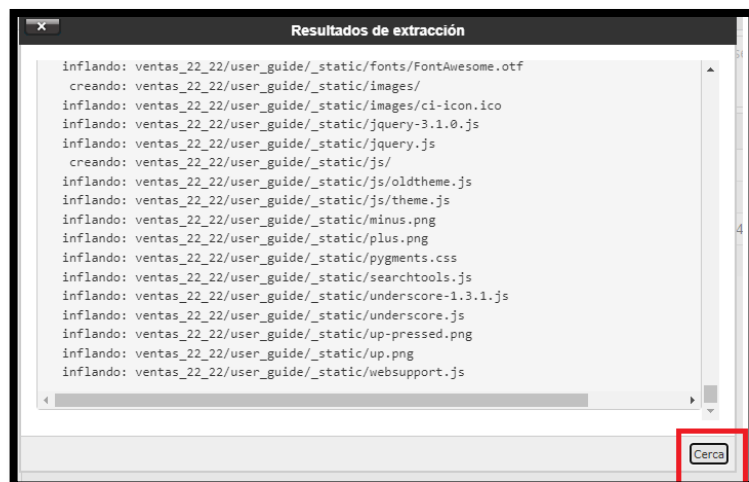 Resultados de extracción
inflando: ventas_22_22/user_guide/_static/fonts/FontAwesome.otf
creando: ventas_22_22/user_guide/_static/images/
inflando: ventas_22_22/user_guide/_static/images/ci-icon.ico
inflando: ventas_22_22/user_guide/_static/jquery-3.1.0.js
inflando: ventas_22_22/user_guide/_static/jquery.js
creando: ventas_22_22/user_guide/_static/js/
inflando: ventas_22_22/user_guide/_static/js/oldtheme.js
inflando: ventas_22_22/user_guide/_static/js/theme.js
inflando: ventas_22_22/user_guide/_static/minus.png
inflando: ventas_22_22/user_guide/_static/plus.png
inflando: ventas_22_22/user_guide/_static/pygments.css
inflando: ventas_22_22/user_guide/_static/searchtools.js
inflando: ventas_22_22/user_guide/_static/underscore-1.3.1.js
inflando: ventas_22_22/user_guide/_static/underscore.js
inflando: ventas_22_22/user_guide/_static/up-pressed.png
inflando: ventas_22_22/user_guide/_static/up.png
inflando: ventas_22_22/user_guide/_static/websupport.js
Cerca